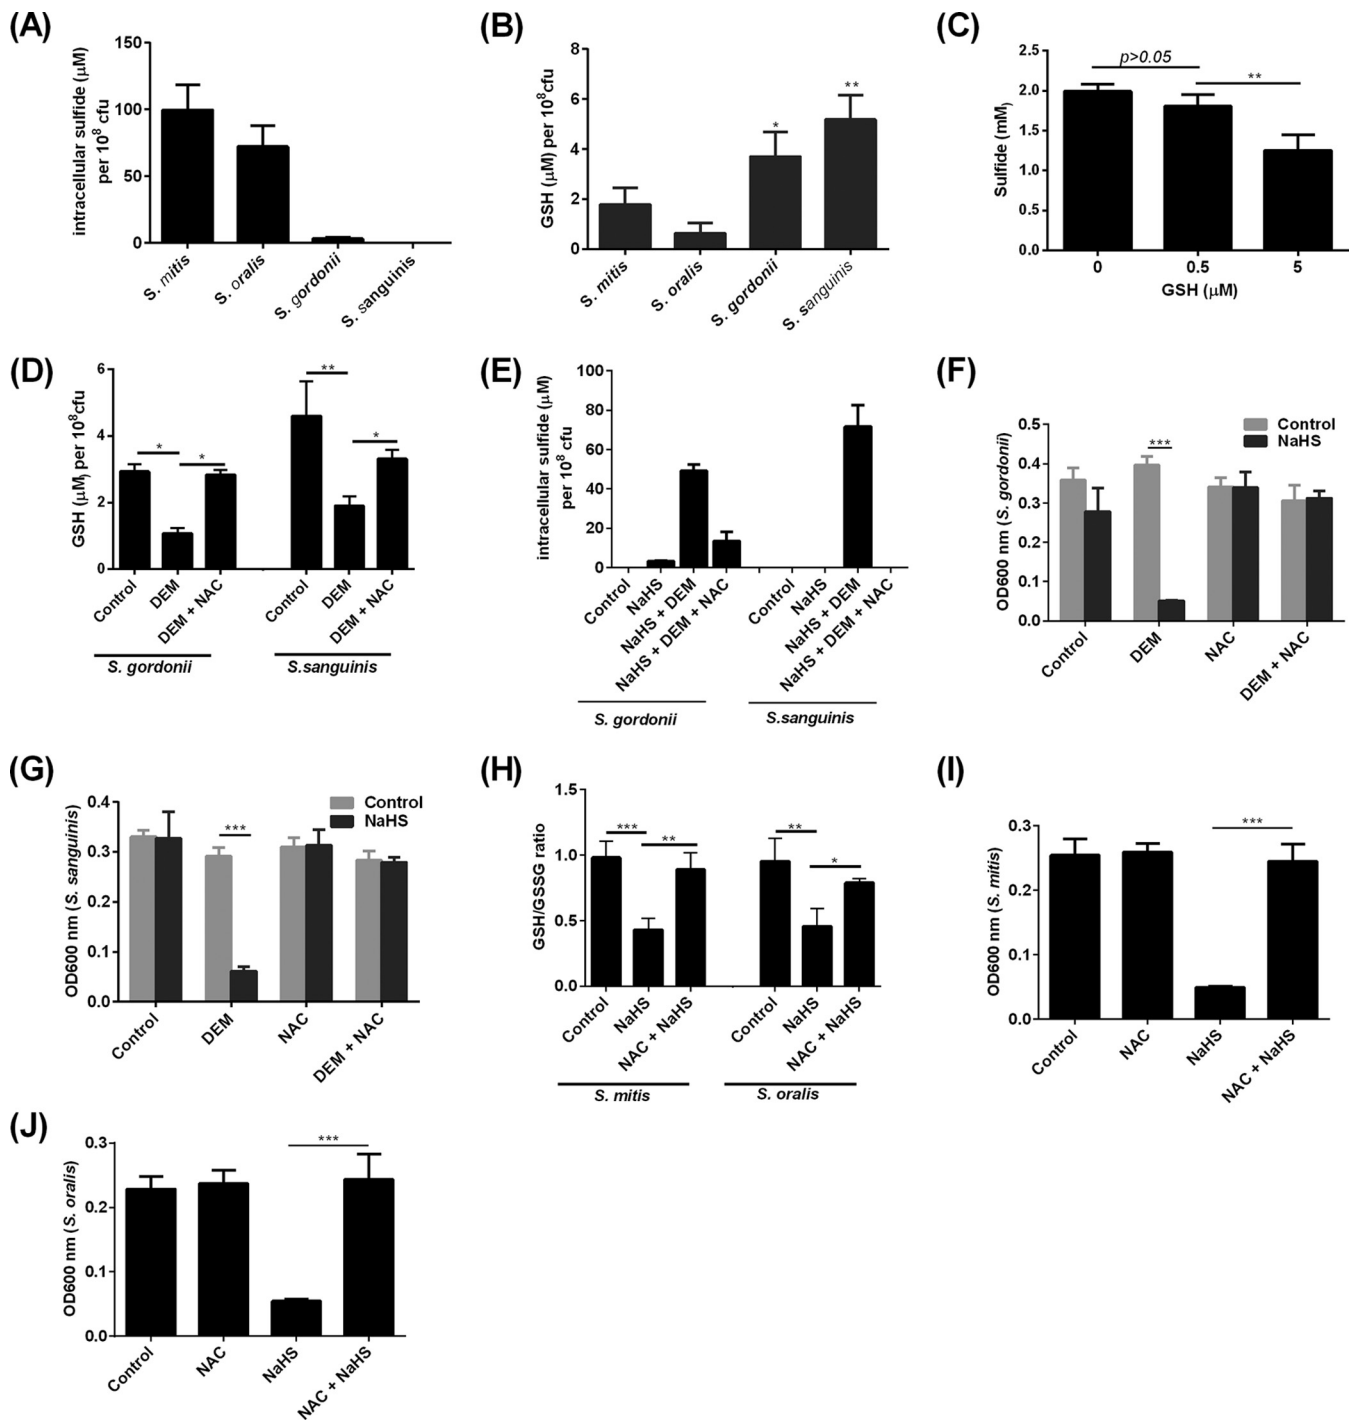 (A)
intracellular sulfide (μM)
per 10⁸ cfu
150
100
50
0
S. mitis
S. oralis
S. gordonii
S. sanguinis
(B)
GSH (μM) per 10⁸cfu
8
6
4
2
0
*
**
S. mitis
S. oralis
S. gordonii
S. sanguinis
(C)
Sulfide (mM)
2.5
2.0
1.5
1.0
0.0
p>0.05
**
0
0.5
5
GSH (μM)
(D)
GSH (μM) per 10⁸cfu
6
4
2
0
*
*
**
*
Control
DEM
DEM + NAC
Control
DEM
DEM + NAC
S. gordonii
S.sanguinis
(E)
intracellular sulfide (μM)
per 10⁸ cfu
100
80
60
40
20
0
Control
NaHS
NaHS + DEM
NaHS + DEM + NAC
Control
NaHS
NaHS + DEM
NaHS + DEM + NAC
S. gordonii
S.sanguinis
(F)
Control
NaHS
OD600 nm (S. gordonii)
0.5
0.4
0.3
0.2
0.1
0.0
***
Control
DEM
NAC
DEM + NAC
(G)
Control
NaHS
OD600 nm (S. sanguinis)
0.4
0.3
0.2
0.1
0.0
***
Control
DEM
NAC
DEM + NAC
(H)
GSH/GSSG ratio
1.5
1.0
0.5
0.0
***
**
**
*
Control
NaHS
NAC + NaHS
Control
NaHS
NAC + NaHS
S. mitis
S. oralis
(I)
OD600 nm (S. mitis)
0.3
0.2
0.1
0.0
***
Control
NAC
NaHS
NAC + NaHS
(J)
OD600 nm (S. oralis)
0.3
0.2
0.1
0.0
***
Control
NAC
NaHS
NAC + NaHS